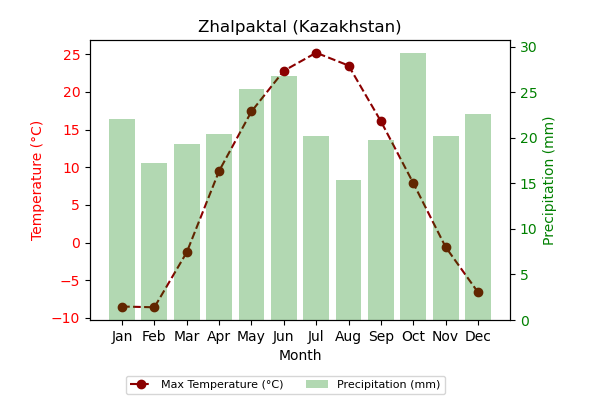 Zhalpaktal (Kazakhstan)
25
20
15
10
5
0
−5
−10
Temperature (°C)
30
25
20
15
10
5
0
Precipitation (mm)
Jan Feb Mar Apr May Jun Jul Aug Sep Oct Nov Dec
Month
Max Temperature (°C) Precipitation (mm)